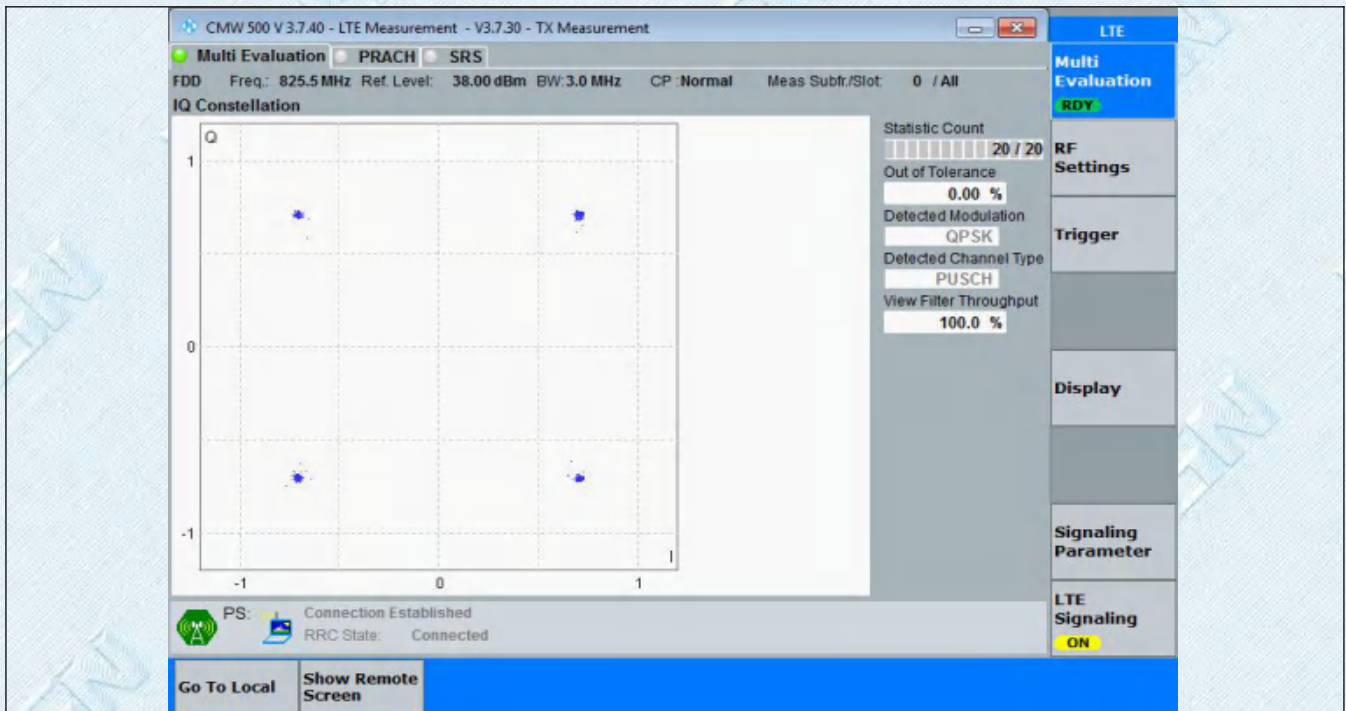 CMW 500 V 3.7.40 - LTE Measurement - V3.7.30 - TX Measurement
LTE
Multi Evaluation PRACH SRS
Multi
Evaluation
RDY
FDD Freq.: 825.5 MHz Ref. Level: 38.00 dBm BW: 3.0 MHz CP :Normal Meas Subfr./Slot: 0 / All
IQ Constellation
Q
1
0
-1
-1 0 1
I
Statistic Count
20 / 20
Out of Tolerance
0.00 %
Detected Modulation
QPSK
Detected Channel Type
PUSCH
View Filter Throughput
100.0 %
RF
Settings
Trigger
Display
Signaling
Parameter
LTE
Signaling
ON
PS: Connection Established
RRC State: Connected
Go To Local
Show Remote
Screen